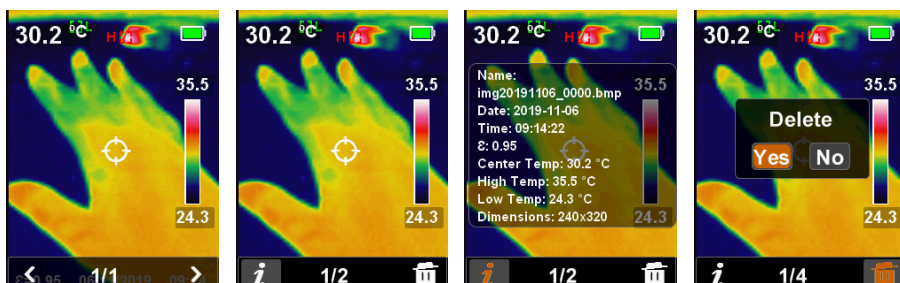 30.2 °C
H
35.5
24.3
1/1
30.2 °C
H
35.5
24.3
i
1/2
30.2 °C
H
Name:
img20191106_0000.bmp
Date: 2019-11-06
Time: 09:14:22
ε: 0.95
Center Temp: 30.2 °C
High Temp: 35.5 °C
Low Temp: 24.3 °C
Dimensions: 240x320
35.5
24.3
i
1/2
30.2 °C
H
35.5
Delete
Yes No
24.3
i
1/4